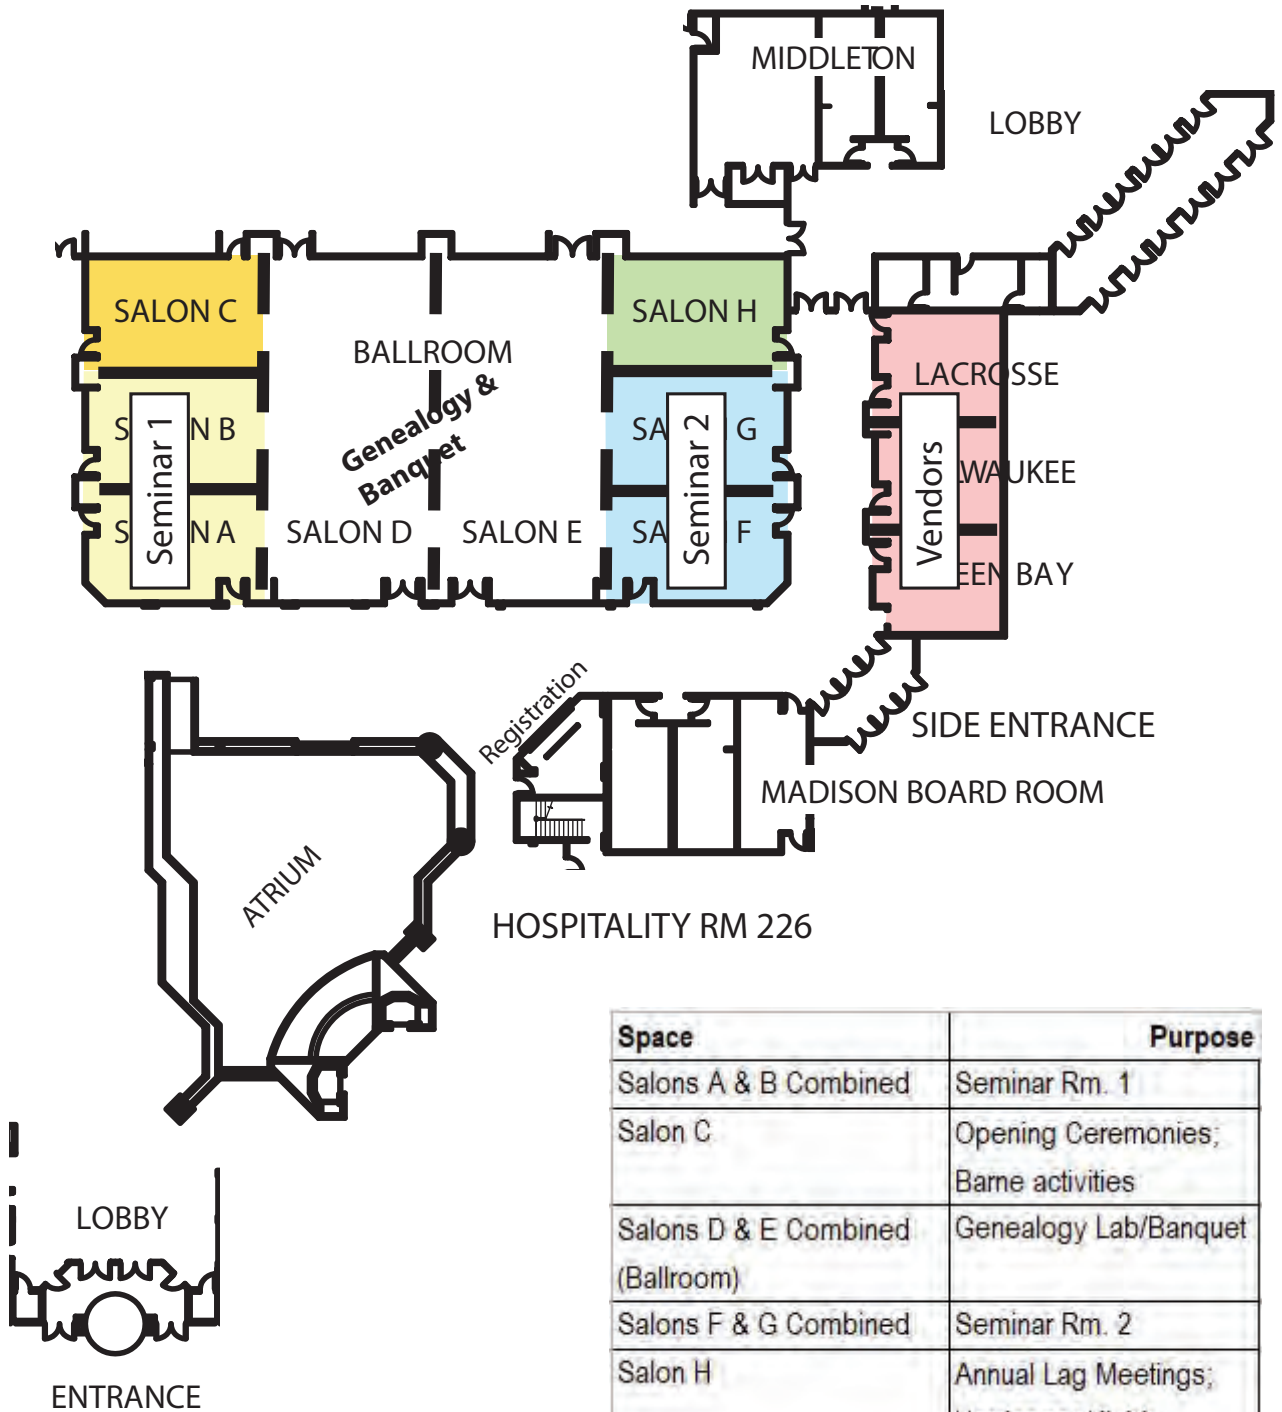 MIDDLETON
LOBBY
SALON C
SALON H
BALLROOM
LACROSSE
Genealogy &
Banquet
S N B
SA G
WAUKEE
Seminar 1
Seminar 2
Vendors
S N A
SALON D
SALON E
SA F
EEN BAY
Registration
SIDE ENTRANCE
MADISON BOARD ROOM
ATRIUM
HOSPITALITY RM 226
Space Purpose
Salons A & B Combined Seminar Rm. 1
Salon C Opening Ceremonies;
Barne activities
Salons D & E Combined Genealogy Lab/Banquet
(Ballroom)
Salons F & G Combined Seminar Rm. 2
Salon H Annual Lag Meetings;
LOBBY
ENTRANCE